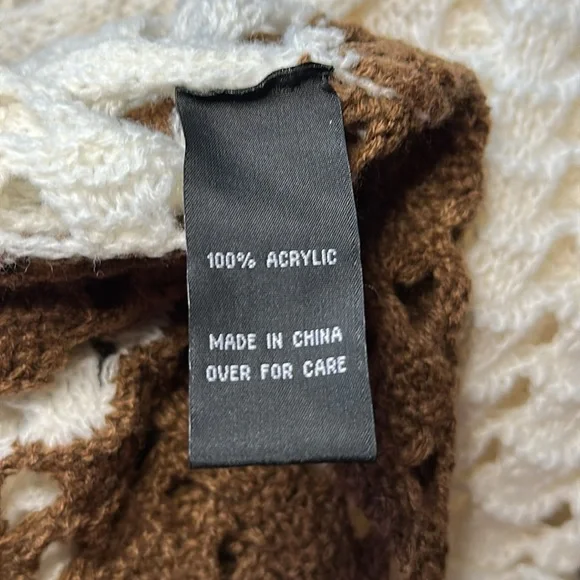 100% ACRYLIC
MADE IN CHINA
OVER FOR CARE